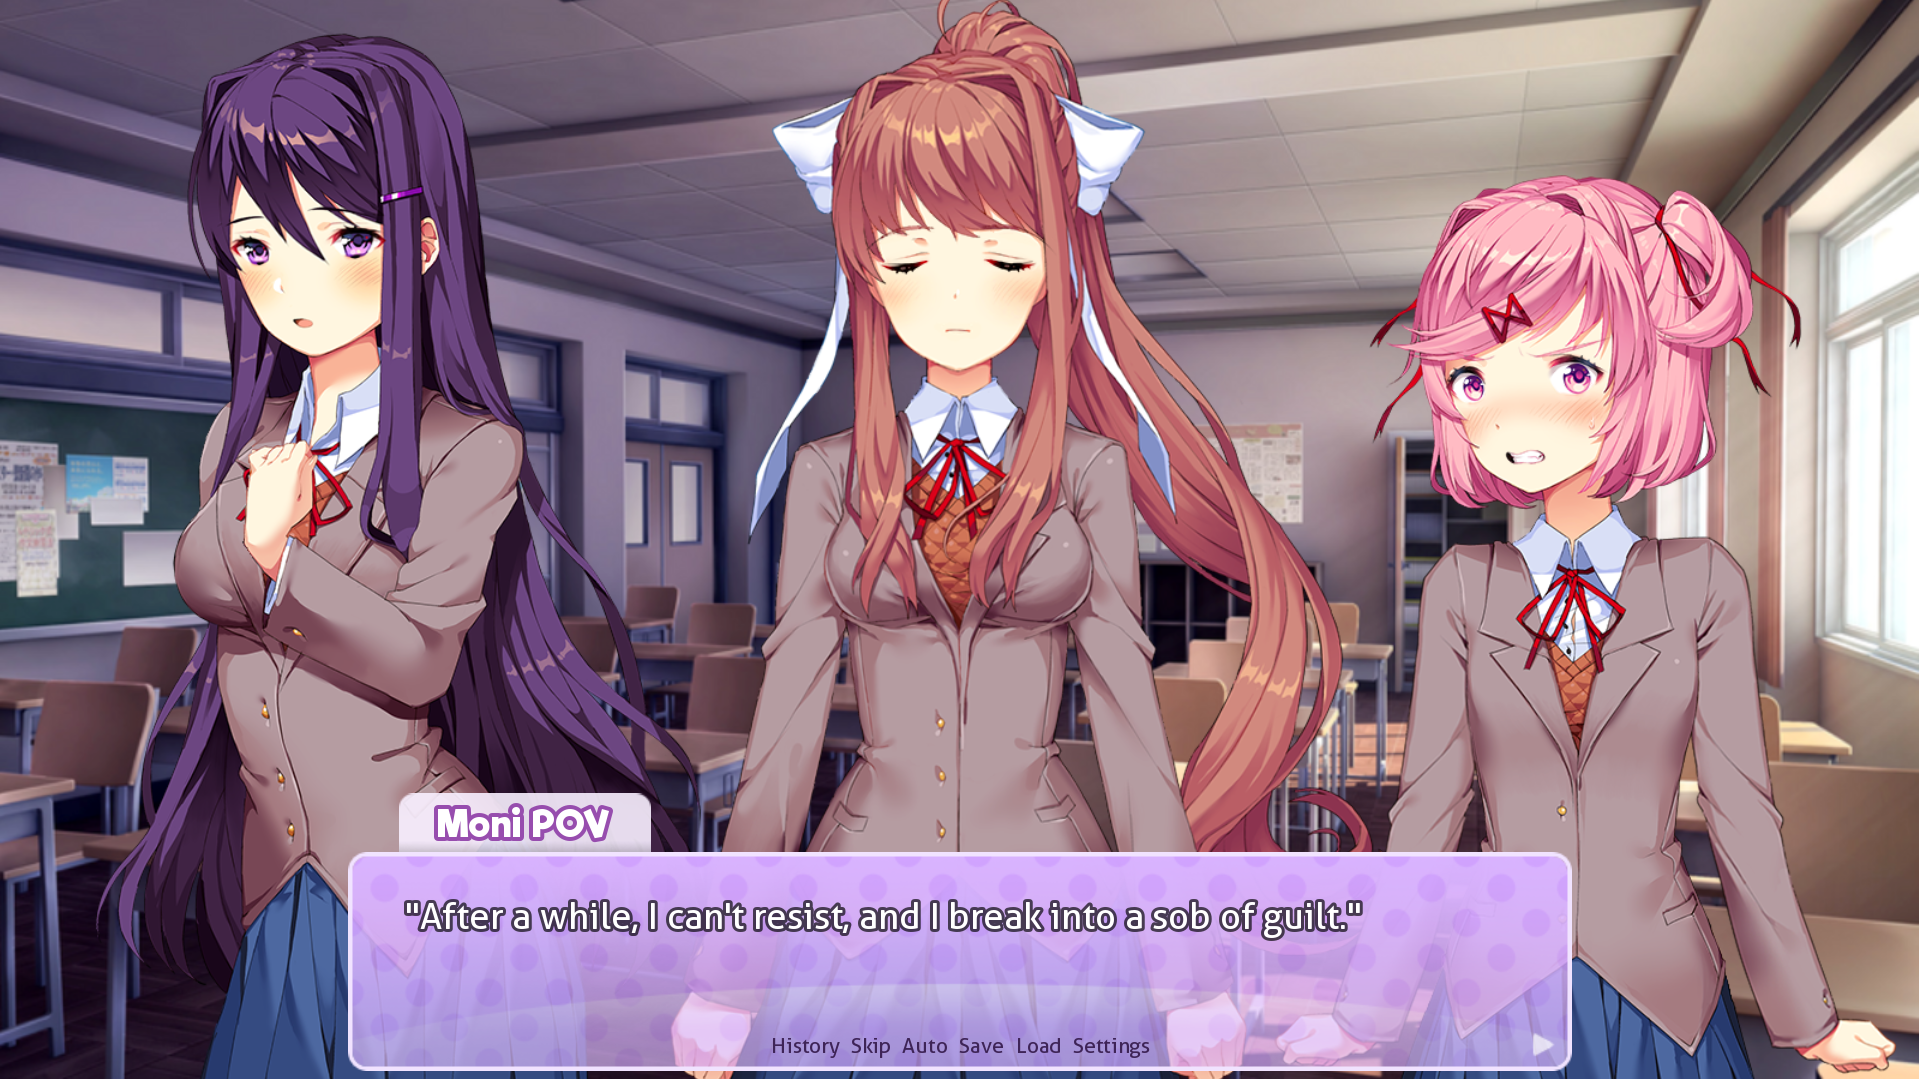 Moni POV
"After a while, I can't resist, and I break into a sob of guilt."
History Skip Auto Save Load Settings